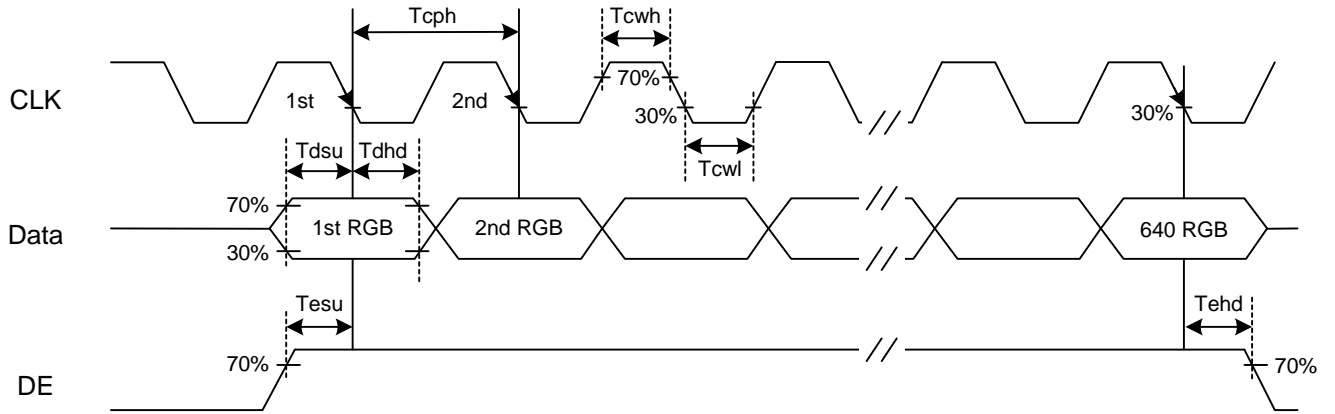 Tcph
Tcwh
CLK
1st
2nd
70%
30%
30%
Tcwl
Tdsu
Tdhd
70%
Data
1st RGB
2nd RGB
640 RGB
30%
Tesu
Tehd
70%
70%
DE